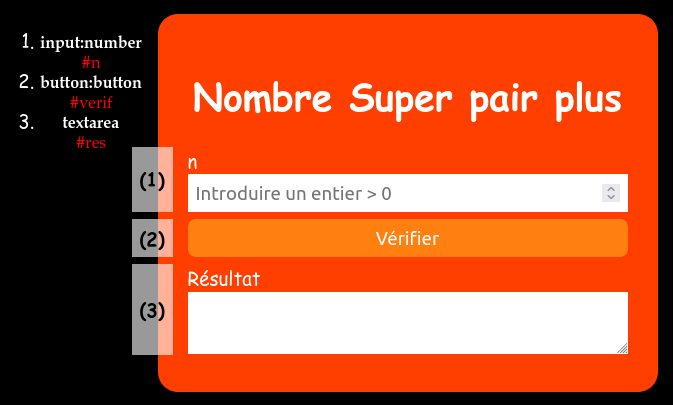 1. input:number
#n
2. button:button
#verif
3. textarea
#res
Nombre Super pair plus
n
(1) Introduire un entier > 0
(2) Vérifier
Résultat
(3)